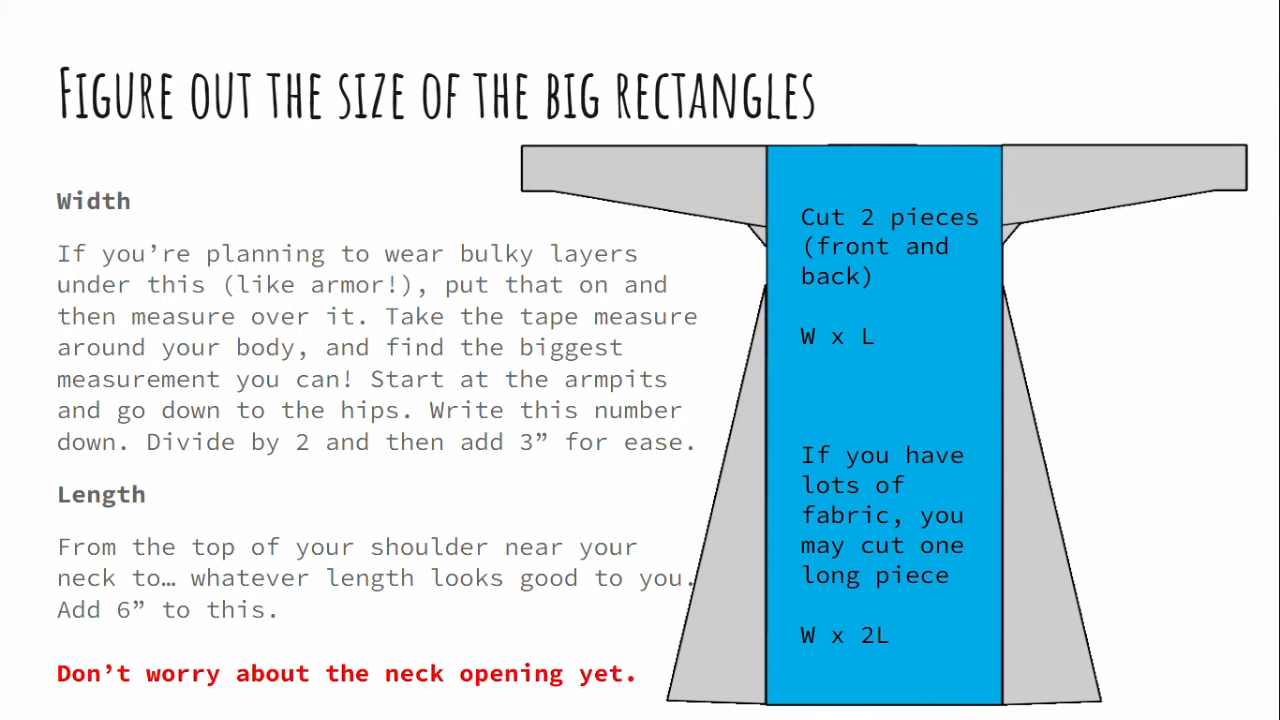 Figure out the size of the big rectangles
Width
If you’re planning to wear bulky layers
under this (like armor!), put that on and
then measure over it. Take the tape measure
around your body, and find the biggest
measurement you can! Start at the armpits
and go down to the hips. Write this number
down. Divide by 2 and then add 3” for ease.
Length
From the top of your shoulder near your
neck to… whatever length looks good to you.
Add 6” to this.
Don’t worry about the neck opening yet.
Cut 2 pieces
(front and
back)
W x L
If you have
lots of
fabric, you
may cut one
long piece
W x 2L